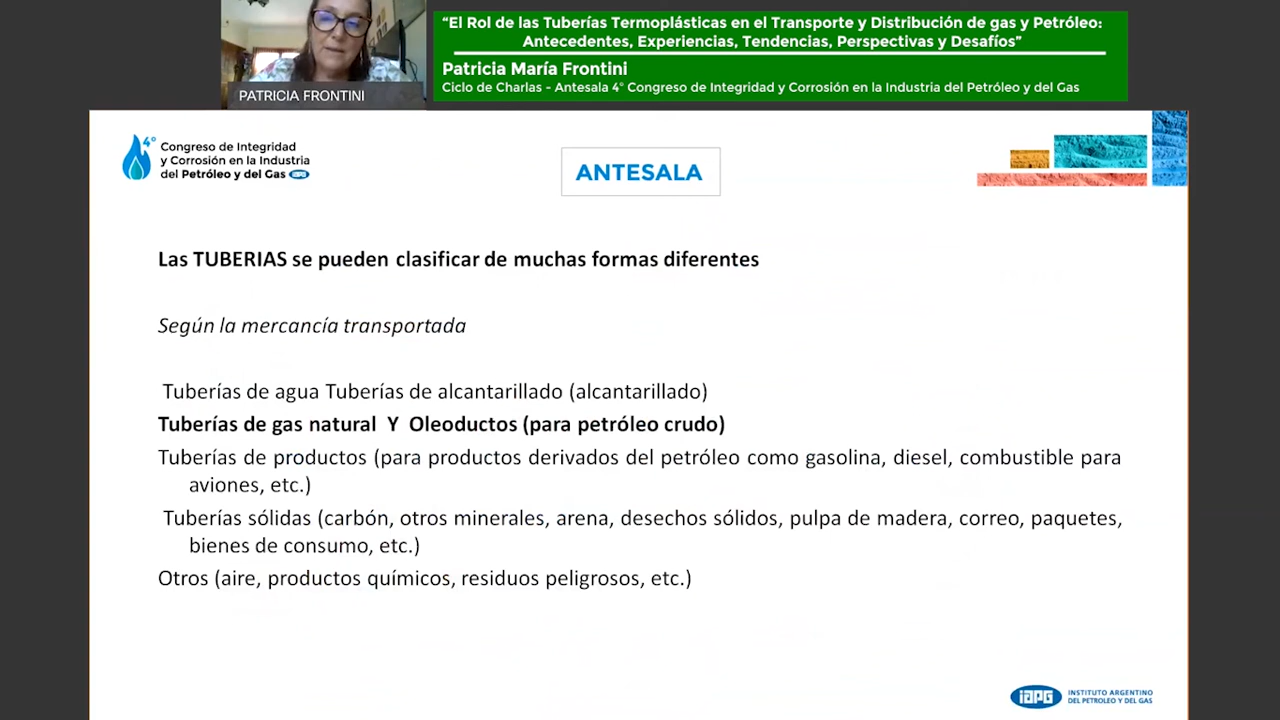 “El Rol de las Tuberías Termoplásticas en el Transporte y Distribución de gas y Petróleo:
Antecedentes, Experiencias, Tendencias, Perspectivas y Desafíos”
Patricia María Frontini
Ciclo de Charlas - Antesala 4° Congreso de Integridad y Corrosión en la Industria del Petróleo y del Gas
PATRICIA FRONTINI
4°
Congreso de Integridad
y Corrosión en la Industria
del Petróleo y del Gas iapg
ANTESALA
Las TUBERIAS se pueden clasificar de muchas formas diferentes
Según la mercancía transportada
Tuberías de agua Tuberías de alcantarillado (alcantarillado)
Tuberías de gas natural Y Oleoductos (para petróleo crudo)
Tuberías de productos (para productos derivados del petróleo como gasolina, diesel, combustible para
aviones, etc.)
Tuberías sólidas (carbón, otros minerales, arena, desechos sólidos, pulpa de madera, correo, paquetes,
bienes de consumo, etc.)
Otros (aire, productos químicos, residuos peligrosos, etc.)
iapg
INSTITUTO ARGENTINO
DEL PETROLEO Y DEL GAS